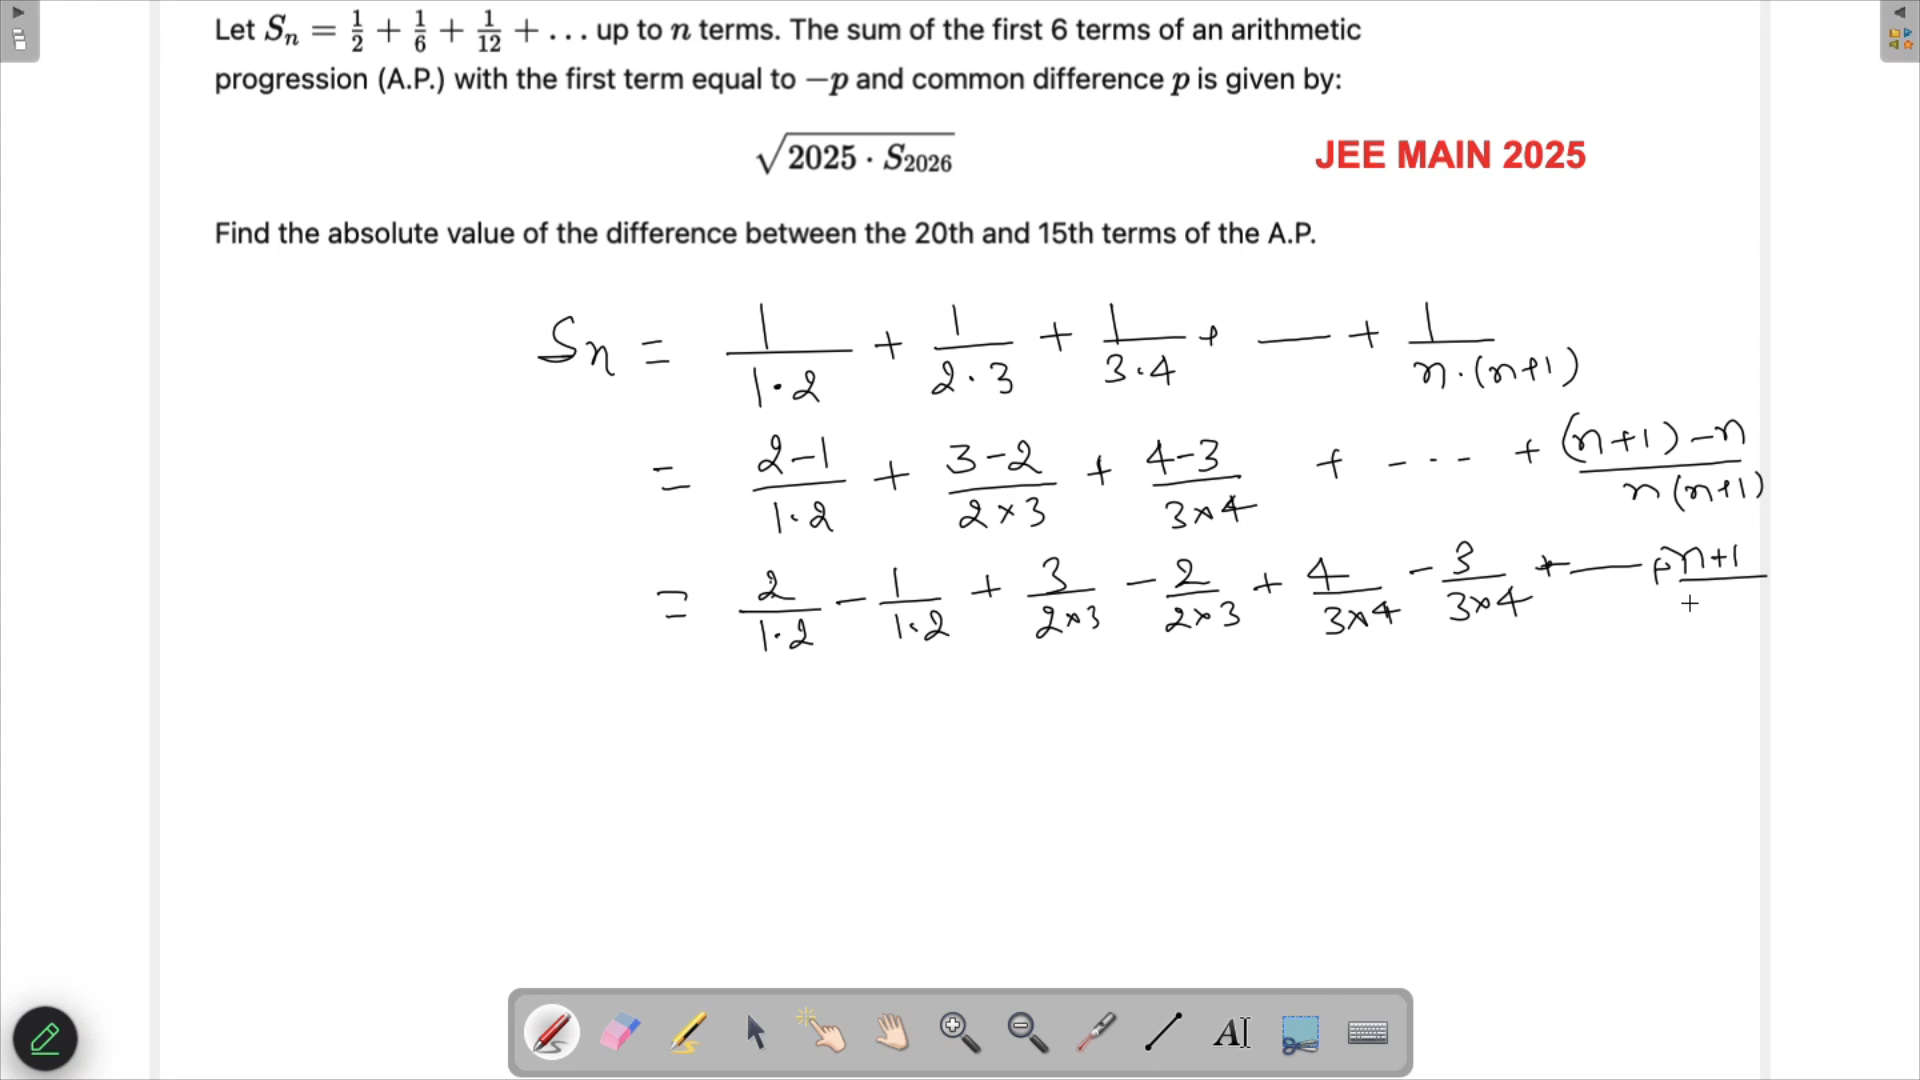 Let Sₙ = 1/2 + 1/6 + 1/12 + ... up to n terms. The sum of the first 6 terms of an arithmetic
progression (A.P.) with the first term equal to −p and common difference p is given by:
√(2025 · S₂₀₂₆)
JEE MAIN 2025
Find the absolute value of the difference between the 20th and 15th terms of the A.P.
Sn = 1/(1·2) + 1/(2·3) + 1/(3·4) + — + 1/(n·(n+1))
= (2−1)/(1·2) + (3−2)/(2×3) + (4−3)/(3×4) + - - - + ((n+1)−n)/(n(n+1))
= 2/(1·2) − 1/(1·2) + 3/(2×3) − 2/(2×3) + 4/(3×4) − 3/(3×4) + — + n+1
AI